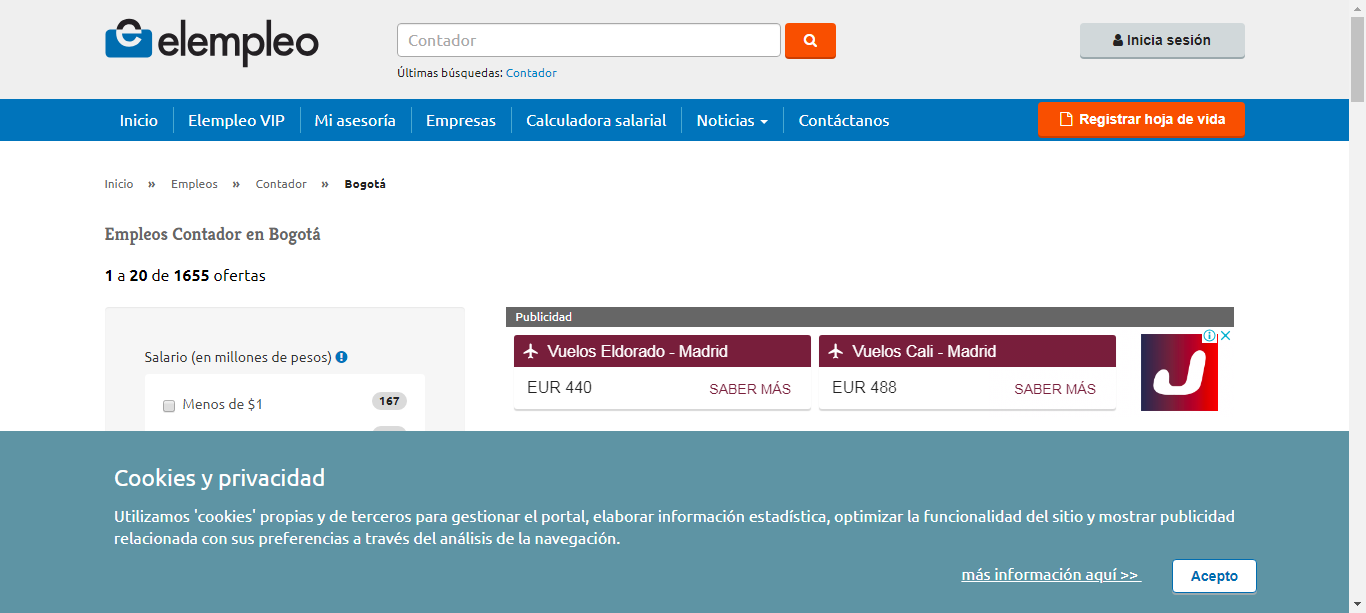 elempleo
Contador
Inicia sesión
Últimas búsquedas: Contador
Inicio Elempleo VIP Mi asesoría Empresas Calculadora salarial Noticias Contáctanos Registrar hoja de vida
Inicio » Empleos » Contador » Bogotá
Empleos Contador en Bogotá
1 a 20 de 1655 ofertas
Publicidad
Vuelos Eldorado - Madrid Vuelos Cali - Madrid
EUR 440 SABER MÁS EUR 488 SABER MÁS
J
Salario (en millones de pesos)
Menos de $1 167
Cookies y privacidad
Utilizamos 'cookies' propias y de terceros para gestionar el portal, elaborar información estadística, optimizar la funcionalidad del sitio y mostrar publicidad
relacionada con sus preferencias a través del análisis de la navegación.
más información aquí >> Acepto